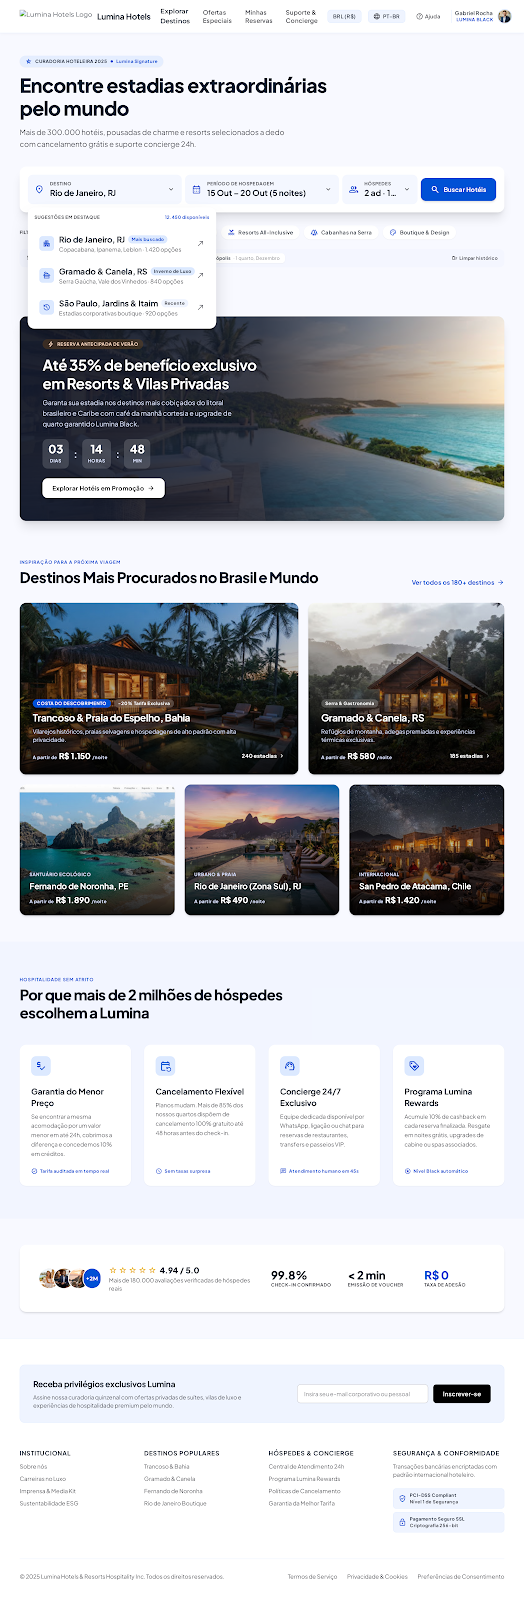 Lumina Hotels Logo
Lumina Hotels
Explorar Destinos
Ofertas Especiais
Minhas Reservas
Suporte & Concierge
BRL (R$)
PT-BR
Ajuda
Gabriel Rocha
LUMINA BLACK
CURADORIA HOTELEIRA 2025 • Lumina Signature
Encontre estadias extraordinárias
pelo mundo
Mais de 300.000 hotéis, pousadas de charme e resorts selecionados a dedo
com cancelamento grátis e suporte concierge 24h.
DESTINO
Rio de Janeiro, RJ
PERÍODO DE HOSPEDAGEM
15 Out – 20 Out (5 noites)
HÓSPEDES
2 ad · 1...
Buscar Hotéis
SUGESTÕES EM DESTAQUE
12.450 disponíveis
Rio de Janeiro, RJ
Mais buscado
Copacabana, Ipanema, Leblon · 1.420 opções
Gramado & Canela, RS
Inverno de Luxo
Serra Gaúcha, Vale dos Vinhedos · 840 opções
São Paulo, Jardins & Itaim
Recente
Estadias corporativas boutique · 920 opções
Resorts All-Inclusive
Cabanhas na Serra
Boutique & Design
1 quarto, Dezembro
Limpar histórico
RESERVA ANTECIPADA DE VERÃO
Até 35% de benefício exclusivo
em Resorts & Vilas Privadas
Garanta sua estadia nos destinos mais cobiçados do litoral
brasileiro e Caribe com café da manhã cortesia e upgrade de
quarto garantido Lumina Black.
03 : 14 : 48
DIAS HORAS MIN
Explorar Hotéis em Promoção
INSPIRAÇÃO PARA A PRÓXIMA VIAGEM
Destinos Mais Procurados no Brasil e Mundo
Ver todos os 180+ destinos
COSTA DO DESCOBRIMENTO
-20% Tarifa Exclusiva
Trancoso & Praia do Espelho, Bahia
Vilarejos históricos, praias selvagens e hospedagens de alto padrão com alta
privacidade.
A partir de R$ 1.150 /noite
240 estadias
Serra & Gastronomia
Gramado & Canela, RS
Refúgios de montanha, adegas premiadas e experiências
térmicas exclusivas.
A partir de R$ 580 /noite
185 estadias
SANTUÁRIO ECOLÓGICO
Fernando de Noronha, PE
A partir de R$ 1.890 /noite
URBANO & PRAIA
Rio de Janeiro (Zona Sul), RJ
A partir de R$ 490 /noite
INTERNACIONAL
San Pedro de Atacama, Chile
A partir de R$ 1.420 /noite
HOSPITALIDADE SEM ATRITO
Por que mais de 2 milhões de hóspedes
escolhem a Lumina
Garantia do Menor
Preço
Se encontrar a mesma
acomodação por um valor
menor em até 24h, cobrimos a
diferença e concedemos 10%
em créditos.
Tarifa auditada em tempo real
Cancelamento Flexível
Planos mudam. Mais de 85% dos
nossos quartos dispõem de
cancelamento 100% gratuito até
48 horas antes do check-in.
Sem taxas surpresa
Concierge 24/7
Exclusivo
Equipe dedicada disponível por
WhatsApp, ligação ou chat para
reservas de restaurantes,
transfers e passeios VIP.
Atendimento humano em 45s
Programa Lumina
Rewards
Acumule 10% de cashback em
cada reserva finalizada. Resgate
em noites grátis, upgrades de
cabine ou spas associados.
Nível Black automático
+2M
4.94 / 5.0
Mais de 180.000 avaliações verificadas de hóspedes
reais
99.8%
CHECK-IN CONFIRMADO
< 2 min
EMISSÃO DE VOUCHER
R$ 0
TAXA DE ADESÃO
Receba privilégios exclusivos Lumina
Assine nossa curadoria quinzenal com ofertas privadas de suítes, vilas de luxo e
experiências de hospitalidade premium pelo mundo.
Insira seu e-mail corporativo ou pessoal
Inscrever-se
INSTITUCIONAL
Sobre nós
Carreiras no Luxo
Imprensa & Media Kit
Sustentabilidade ESG
DESTINOS POPULARES
Trancoso & Bahia
Gramado & Canela
Fernando de Noronha
Rio de Janeiro Boutique
HÓSPEDES & CONCIERGE
Central de Atendimento 24h
Programa Lumina Rewards
Políticas de Cancelamento
Garantia da Melhor Tarifa
SEGURANÇA & CONFORMIDADE
Transações bancárias encriptadas com
padrão internacional hoteleiro.
PCI-DSS Compliant
Nível 1 de Segurança
Pagamento Seguro SSL
Criptografia 256-bit
© 2025 Lumina Hotels & Resorts Hospitality Inc. Todos os direitos reservados.
Termos de Serviço
Privacidade & Cookies
Preferências de Consentimento